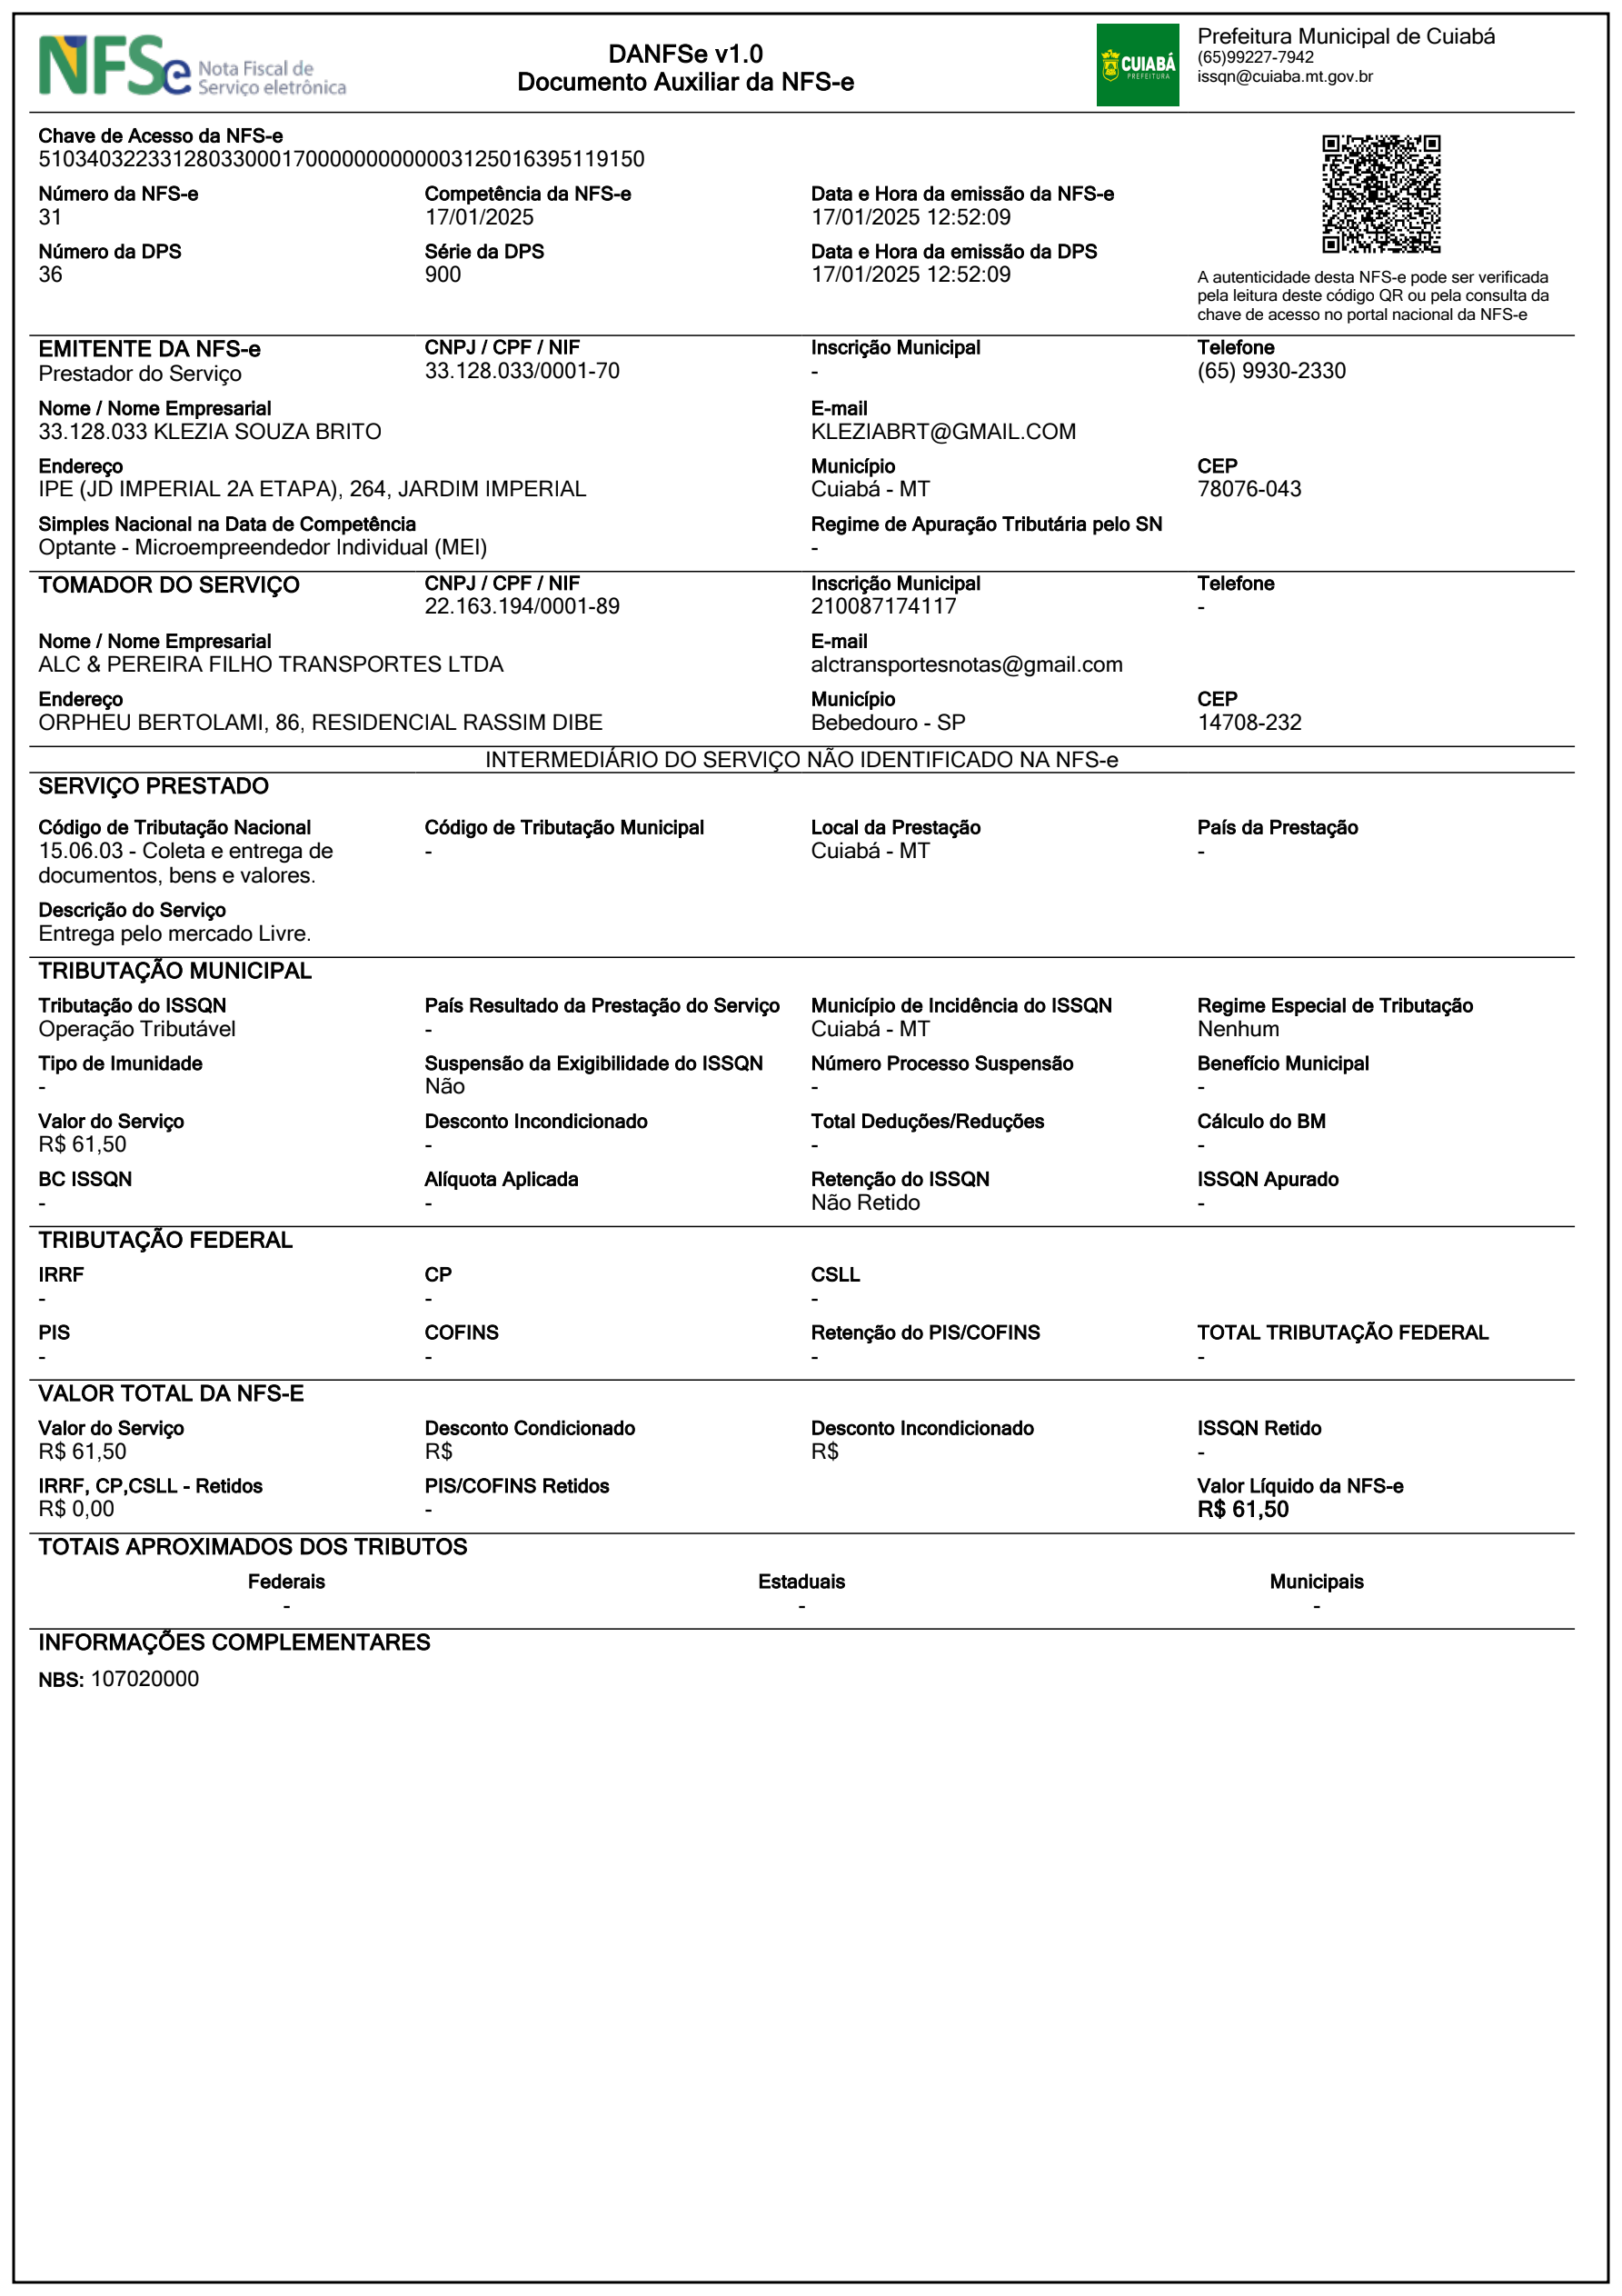 NFSe Nota Fiscal de
Serviço eletrônica
DANFSe v1.0
Documento Auxiliar da NFS-e
CUIABÁ
PREFEITURA
Prefeitura Municipal de Cuiabá
(65)99227-7942
issqn@cuiaba.mt.gov.br
Chave de Acesso da NFS-e
51034032233128033000170000000000003125016395119150
Número da NFS-e Competência da NFS-e Data e Hora da emissão da NFS-e
31 17/01/2025 17/01/2025 12:52:09
Número da DPS Série da DPS Data e Hora da emissão da DPS
36 900 17/01/2025 12:52:09
A autenticidade desta NFS-e pode ser verificada
pela leitura deste código QR ou pela consulta da
chave de acesso no portal nacional da NFS-e
EMITENTE DA NFS-e CNPJ / CPF / NIF Inscrição Municipal Telefone
Prestador do Serviço 33.128.033/0001-70 - (65) 9930-2330
Nome / Nome Empresarial E-mail
33.128.033 KLEZIA SOUZA BRITO KLEZIABRT@GMAIL.COM
Endereço Município CEP
IPE (JD IMPERIAL 2A ETAPA), 264, JARDIM IMPERIAL Cuiabá - MT 78076-043
Simples Nacional na Data de Competência Regime de Apuração Tributária pelo SN
Optante - Microempreendedor Individual (MEI) -
TOMADOR DO SERVIÇO CNPJ / CPF / NIF Inscrição Municipal Telefone
22.163.194/0001-89 210087174117 -
Nome / Nome Empresarial E-mail
ALC & PEREIRA FILHO TRANSPORTES LTDA alctransportesnotas@gmail.com
Endereço Município CEP
ORPHEU BERTOLAMI, 86, RESIDENCIAL RASSIM DIBE Bebedouro - SP 14708-232
INTERMEDIÁRIO DO SERVIÇO NÃO IDENTIFICADO NA NFS-e
SERVIÇO PRESTADO
Código de Tributação Nacional Código de Tributação Municipal Local da Prestação País da Prestação
15.06.03 - Coleta e entrega de - Cuiabá - MT -
documentos, bens e valores.
Descrição do Serviço
Entrega pelo mercado Livre.
TRIBUTAÇÃO MUNICIPAL
Tributação do ISSQN País Resultado da Prestação do Serviço Município de Incidência do ISSQN Regime Especial de Tributação
Operação Tributável - Cuiabá - MT Nenhum
Tipo de Imunidade Suspensão da Exigibilidade do ISSQN Número Processo Suspensão Benefício Municipal
- Não - -
Valor do Serviço Desconto Incondicionado Total Deduções/Reduções Cálculo do BM
R$ 61,50 - - -
BC ISSQN Alíquota Aplicada Retenção do ISSQN ISSQN Apurado
- - Não Retido -
TRIBUTAÇÃO FEDERAL
IRRF CP CSLL
- - -
PIS COFINS Retenção do PIS/COFINS TOTAL TRIBUTAÇÃO FEDERAL
- - - -
VALOR TOTAL DA NFS-E
Valor do Serviço Desconto Condicionado Desconto Incondicionado ISSQN Retido
R$ 61,50 R$ R$ -
IRRF, CP,CSLL - Retidos PIS/COFINS Retidos Valor Líquido da NFS-e
R$ 0,00 - R$ 61,50
TOTAIS APROXIMADOS DOS TRIBUTOS
Federais Estaduais Municipais
- - -
INFORMAÇÕES COMPLEMENTARES
NBS: 107020000